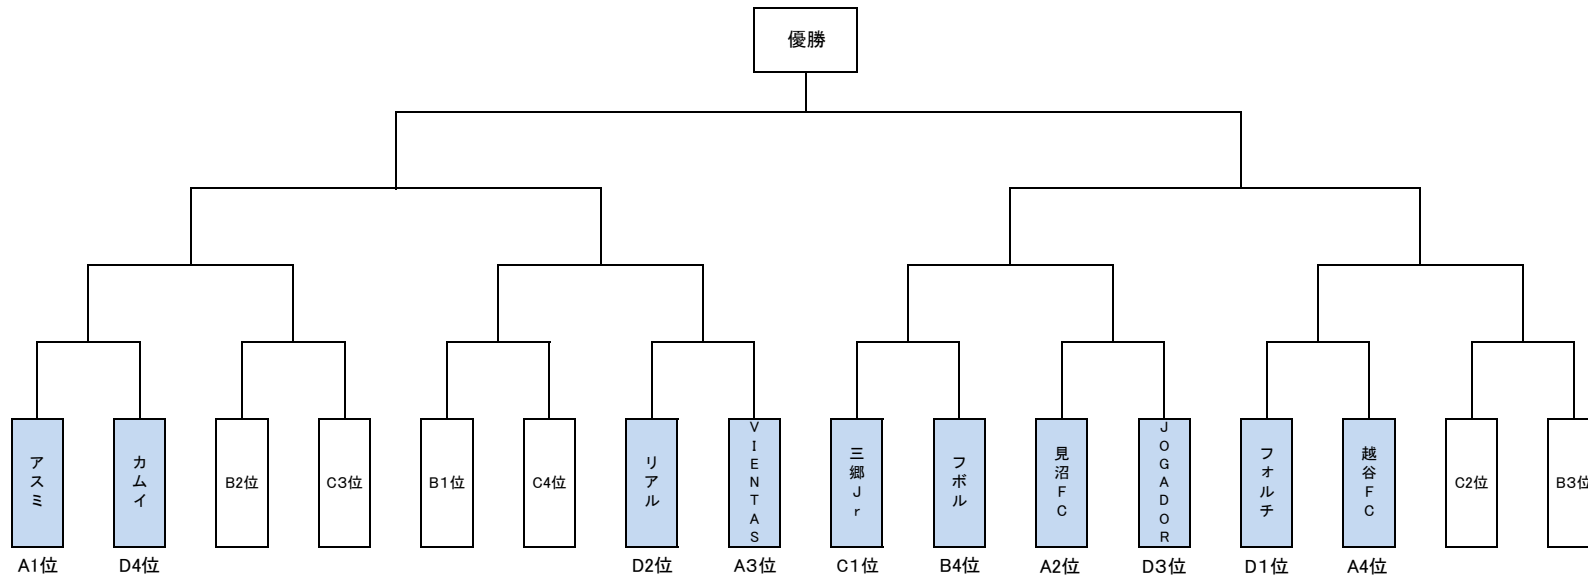 優勝
アスミ
カムイ
B2位
C3位
B1位
C4位
リアル
VIENTAS
三郷Jr
フボル
見沼FC
JOGADOR
フォルチ
越谷FC
C2位
B3位
A1位
D4位
D2位
A3位
C1位
B4位
A2位
D3位
D1位
A4位